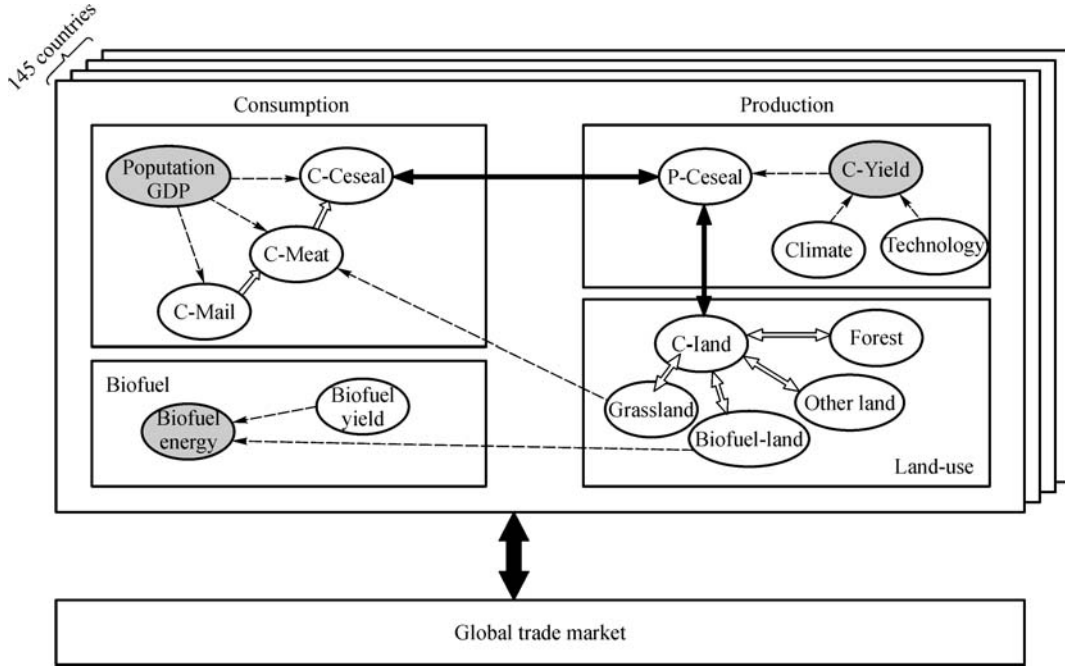 145 countries
Consumption
Production
Poputation
GDP
C-Ceseal
C-Meat
C-Mail
P-Ceseal
C-Yield
Climate
Technology
Biofuel
Biofuel
energy
Biofuel
yield
C-land
Forest
Grassland
Other land
Biofuel-land
Land-use
Global trade market